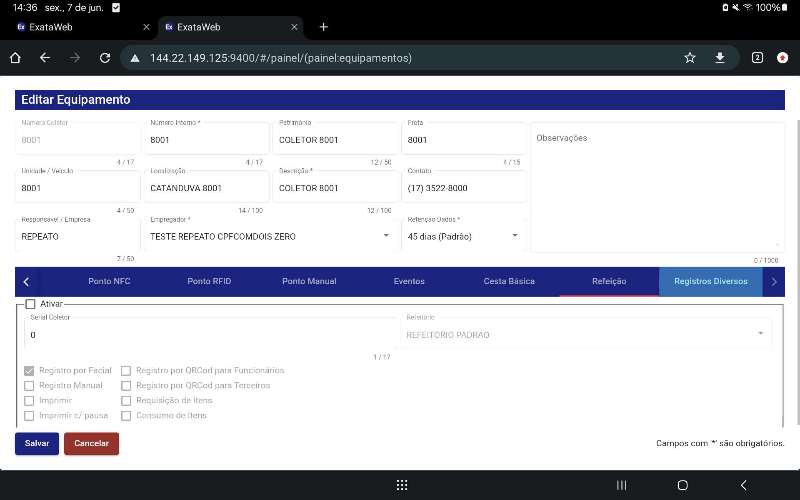 14:36 sex., 7 de jun.
100%
Ex ExataWeb
Ex ExataWeb
144.22.149.125:9400/#/painel/(painel:equipamentos)
2
Editar Equipamento
Número Coletor
8001
4 / 17
Número Interno *
8001
4 / 17
Patrimônio
COLETOR 8001
12 / 50
Frota
8001
4 / 15
Observações
0 / 1000
Unidade / Veículo
8001
4 / 50
Localização
CATANDUVA 8001
14 / 100
Descrição *
COLETOR 8001
12 / 100
Contato
(17) 3522-8000
Responsável / Empresa
REPEATO
7 / 50
Empregador *
TESTE REPEATO CPFCOMDOIS ZERO
Retenção Dados *
45 dias (Padrão)
Ponto NFC
Ponto RFID
Ponto Manual
Eventos
Cesta Básica
Refeição
Registros Diversos
Ativar
Serial Coletor
0
1 / 17
Refeitório
REFEITORIO PADRAO
Registro por Facial
Registro por QRCod para Funcionários
Registro Manual
Registro por QRCod para Terceiros
Imprimir
Requisição de Itens
Imprimir c/ pausa
Consumo de Itens
Salvar
Cancelar
Campos com '*' são obrigatórios.